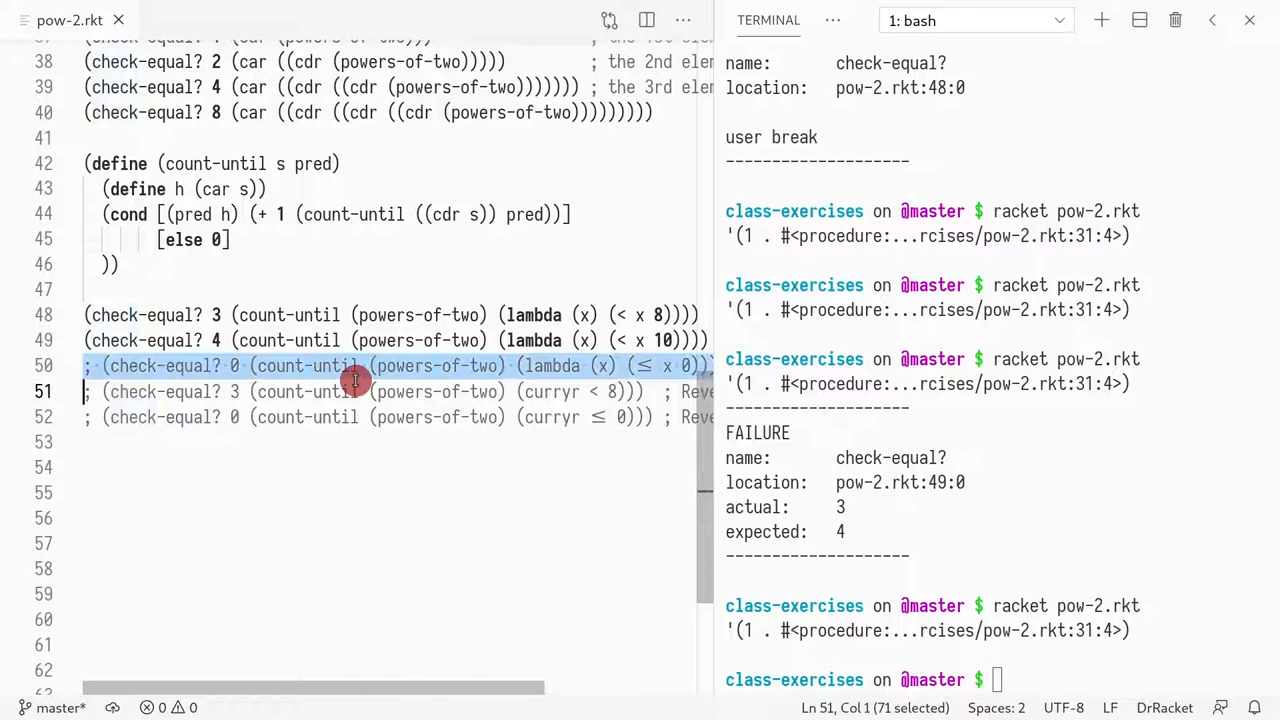 pow-2.rkt
TERMINAL
1: bash
38 (check-equal? 2 (car ((cdr (powers-of-two))))) ; the 2nd elem
39 (check-equal? 4 (car ((cdr ((cdr (powers-of-two))))))) ; the 3rd elem
40 (check-equal? 8 (car ((cdr ((cdr ((cdr (powers-of-two)))))))))
41
42 (define (count-until s pred)
43 (define h (car s))
44 (cond [(pred h) (+ 1 (count-until ((cdr s)) pred))]
45 [else 0]
46 ))
47
48 (check-equal? 3 (count-until (powers-of-two) (lambda (x) (< x 8))))
49 (check-equal? 4 (count-until (powers-of-two) (lambda (x) (< x 10))))
50 ; (check-equal? 0 (count-until (powers-of-two) (lambda (x) (≤ x 0))))
51 ; (check-equal? 3 (count-until (powers-of-two) (curryr < 8))) ; Reve
52 ; (check-equal? 0 (count-until (powers-of-two) (curryr ≤ 0))) ; Reve
53
54
55
56
57
58
59
60
61
62
name: check-equal?
location: pow-2.rkt:48:0
user break
--------------------
class-exercises on @master $ racket pow-2.rkt
'(1 . #<procedure:...rcises/pow-2.rkt:31:4>)
class-exercises on @master $ racket pow-2.rkt
'(1 . #<procedure:...rcises/pow-2.rkt:31:4>)
class-exercises on @master $ racket pow-2.rkt
'(1 . #<procedure:...rcises/pow-2.rkt:31:4>)
--------------------
FAILURE
name: check-equal?
location: pow-2.rkt:49:0
actual: 3
expected: 4
--------------------
class-exercises on @master $ racket pow-2.rkt
'(1 . #<procedure:...rcises/pow-2.rkt:31:4>)
class-exercises on @master $
master*
0 0
Ln 51, Col 1 (71 selected)
Spaces: 2
UTF-8
LF
DrRacket